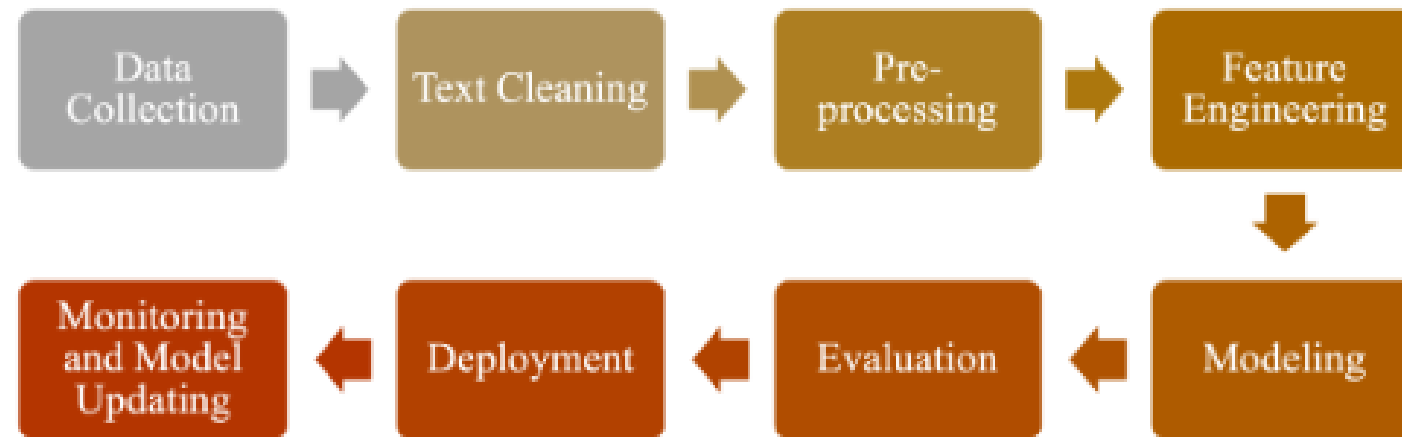 Data
Collection
Text Cleaning
Pre-
processing
Feature
Engineering
Modeling
Evaluation
Deployment
Monitoring
and Model
Updating